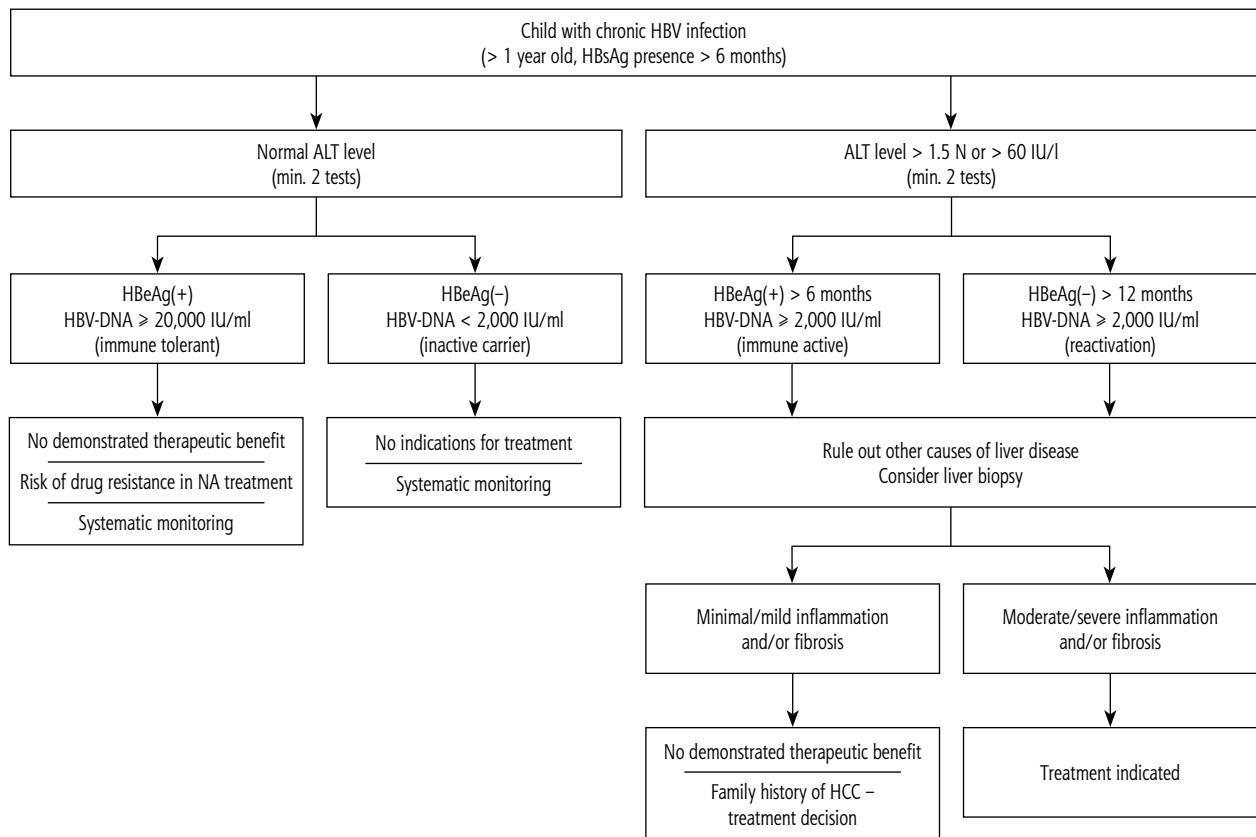 Child with chronic HBV infection
(> 1 year old, HBsAg presence > 6 months)
Normal ALT level
(min. 2 tests)
ALT level > 1.5 N or > 60 IU/l
(min. 2 tests)
HBeAg(+)
HBV-DNA ⩾ 20,000 IU/ml
(immune tolerant)
HBeAg(–)
HBV-DNA < 2,000 IU/ml
(inactive carrier)
HBeAg(+) > 6 months
HBV-DNA ⩾ 2,000 IU/ml
(immune active)
HBeAg(–) > 12 months
HBV-DNA ⩾ 2,000 IU/ml
(reactivation)
No demonstrated therapeutic benefit
Risk of drug resistance in NA treatment
Systematic monitoring
No indications for treatment
Systematic monitoring
Rule out other causes of liver disease
Consider liver biopsy
Minimal/mild inflammation
and/or fibrosis
Moderate/severe inflammation
and/or fibrosis
No demonstrated therapeutic benefit
Family history of HCC –
treatment decision
Treatment indicated